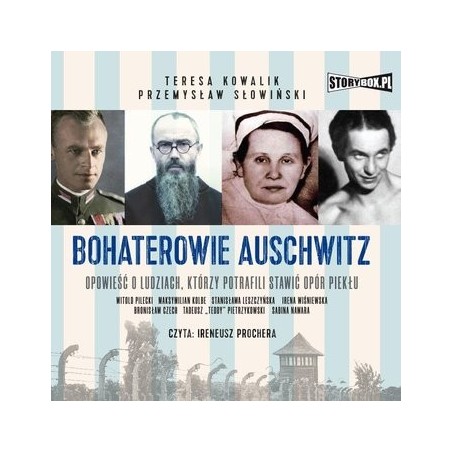 TERESA KOWALIK
PRZEMYSŁAW SŁOWIŃSKI
STORYBOX.PL
BOHATEROWIE AUSCHWITZ
OPOWIEŚĆ O LUDZIACH, KTÓRZY POTRAFILI STAWIĆ OPÓR PIEKŁU
WITOLD PILECKI MAKSYMILIAN KOLBE STANISŁAWA LESZCZYŃSKA IRENA WIŚNIEWSKA
BRONISŁAW CZECH TADEUSZ „TEDDY” PIETRZYKOWSKI SABINA NAWARA
CZYTA: IRENEUSZ PROCHERA